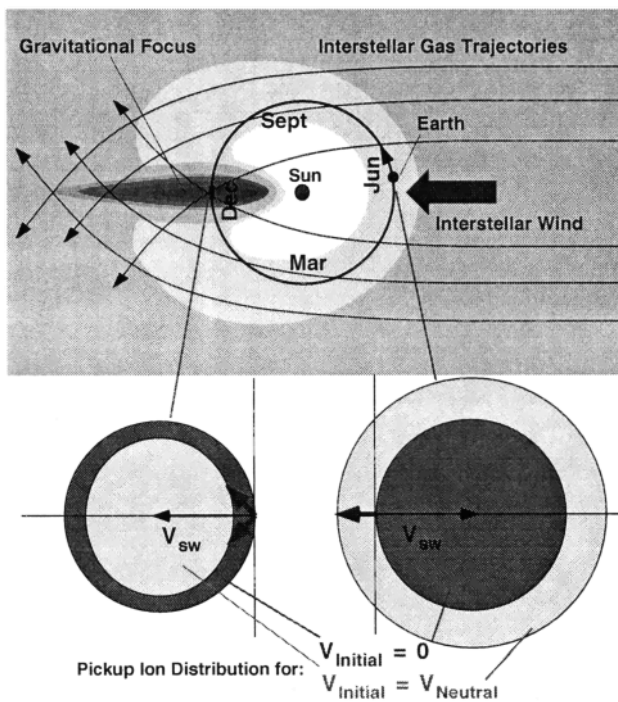 Gravitational Focus
Interstellar Gas Trajectories
Sept
Earth
Sun
Jun
Dec
Interstellar Wind
Mar
V_sw
V_sw
V_Initial = 0
Pickup Ion Distribution for:
V_Initial = V_Neutral